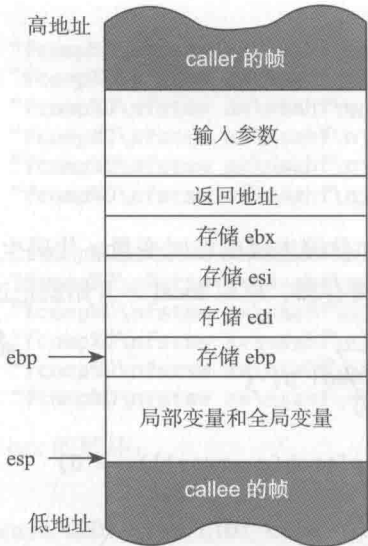 高地址
caller 的帧
输入参数
返回地址
存储 ebx
存储 esi
存储 edi
ebp
存储 ebp
局部变量和全局变量
esp
callee 的帧
低地址